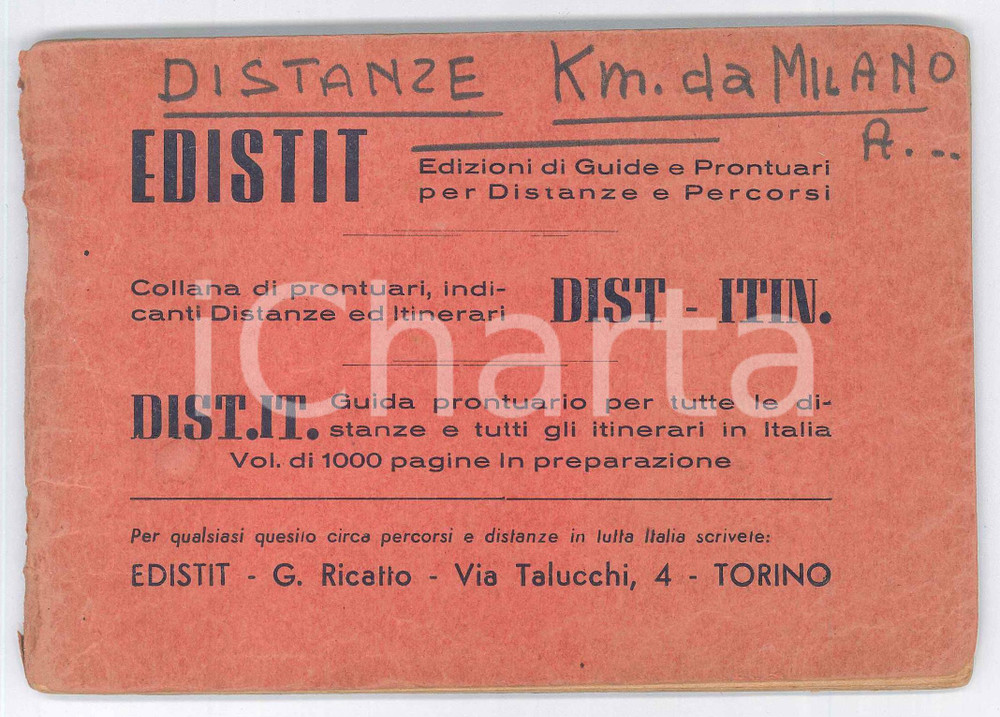 DISTANZE Km. da MILANO
A...
EDISTIT
Edizioni di Guide e Prontuari
per Distanze e Percorsi
Collana di prontuari, indi-
canti Distanze ed Itinerari
DIST - ITIN.
iCharta
DIST.IT.
Guida prontuario per tutte le di-
stanze e tutti gli itinerari in Italia
Vol. di 1000 pagine in preparazione
Per qualsiasi quesito circa percorsi e distanze in tutta Italia scrivete:
EDISTIT - G. Ricatto - Via Talucchi, 4 - TORINO